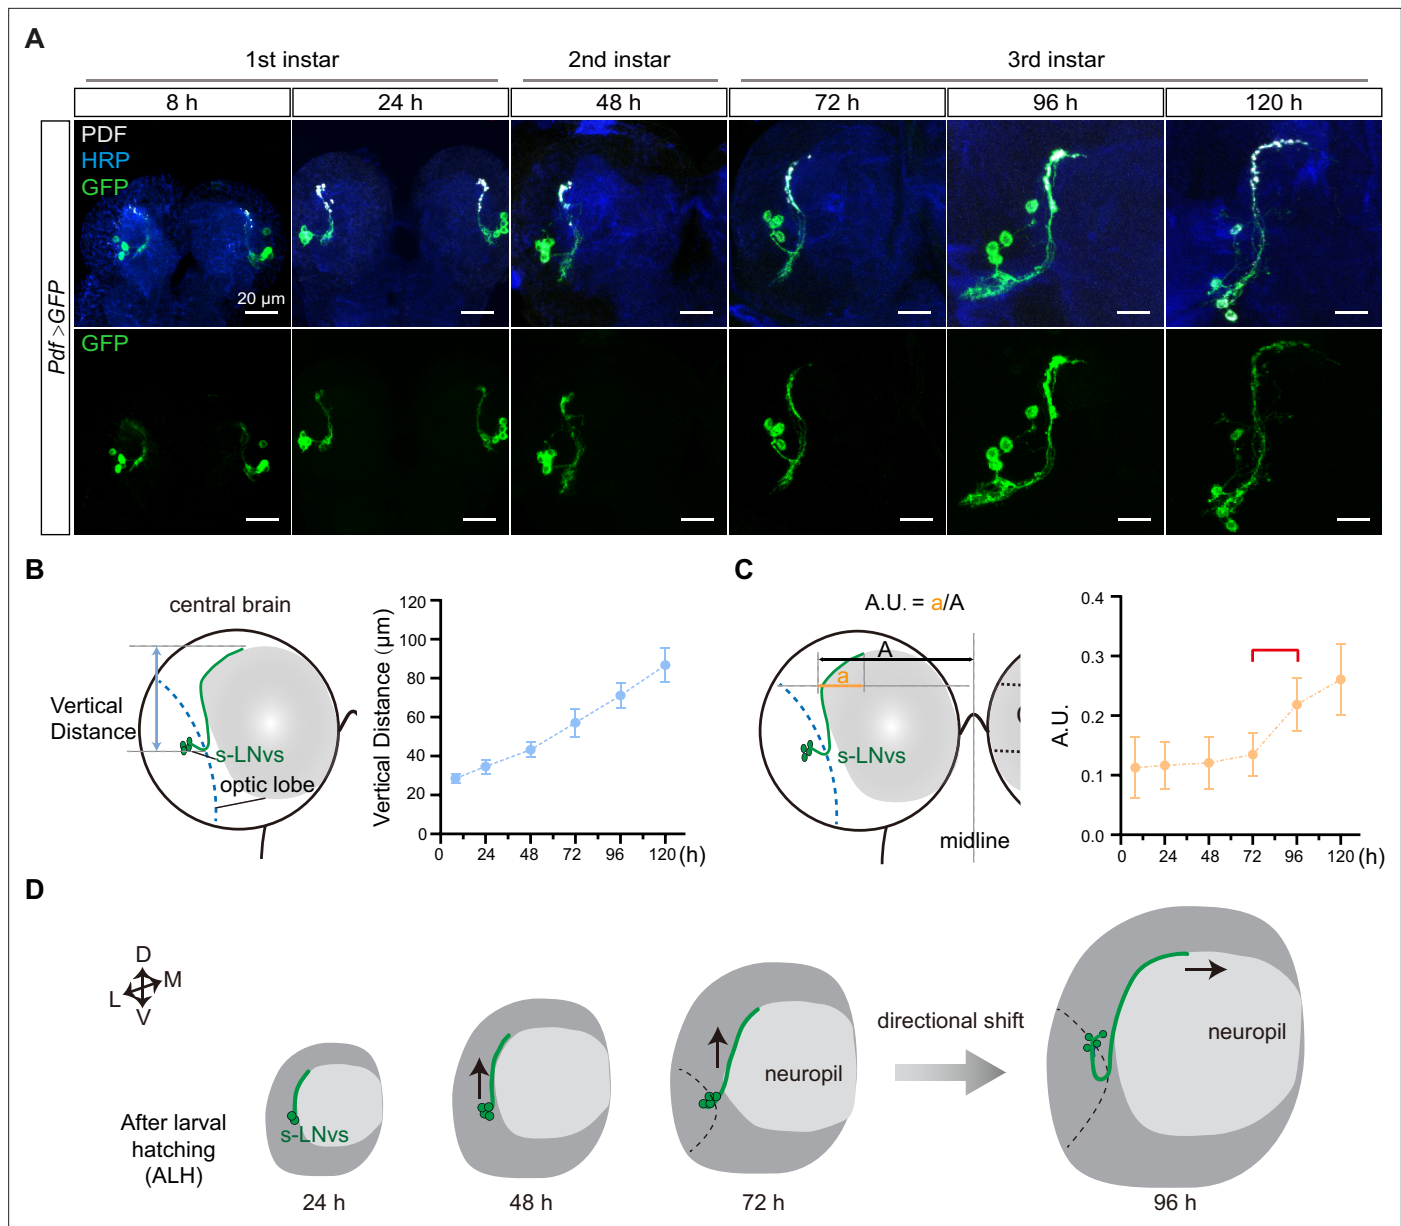 A
1st instar
2nd instar
3rd instar
8 h
24 h
48 h
72 h
96 h
120 h
Pdf >GFP
PDF
HRP
GFP
20 µm
GFP
B
central brain
Vertical
Distance
s-LNvs
optic lobe
Vertical Distance (µm)
120
100
80
60
40
20
0
0 24 48 72 96 120 (h)
C
A.U. = a/A
A
a
s-LNvs
midline
A.U.
0.4
0.3
0.2
0.1
0.0
0 24 48 72 96 120 (h)
D
D
M
L
V
After larval
hatching
(ALH)
s-LNvs
neuropil
directional shift
neuropil
24 h
48 h
72 h
96 h